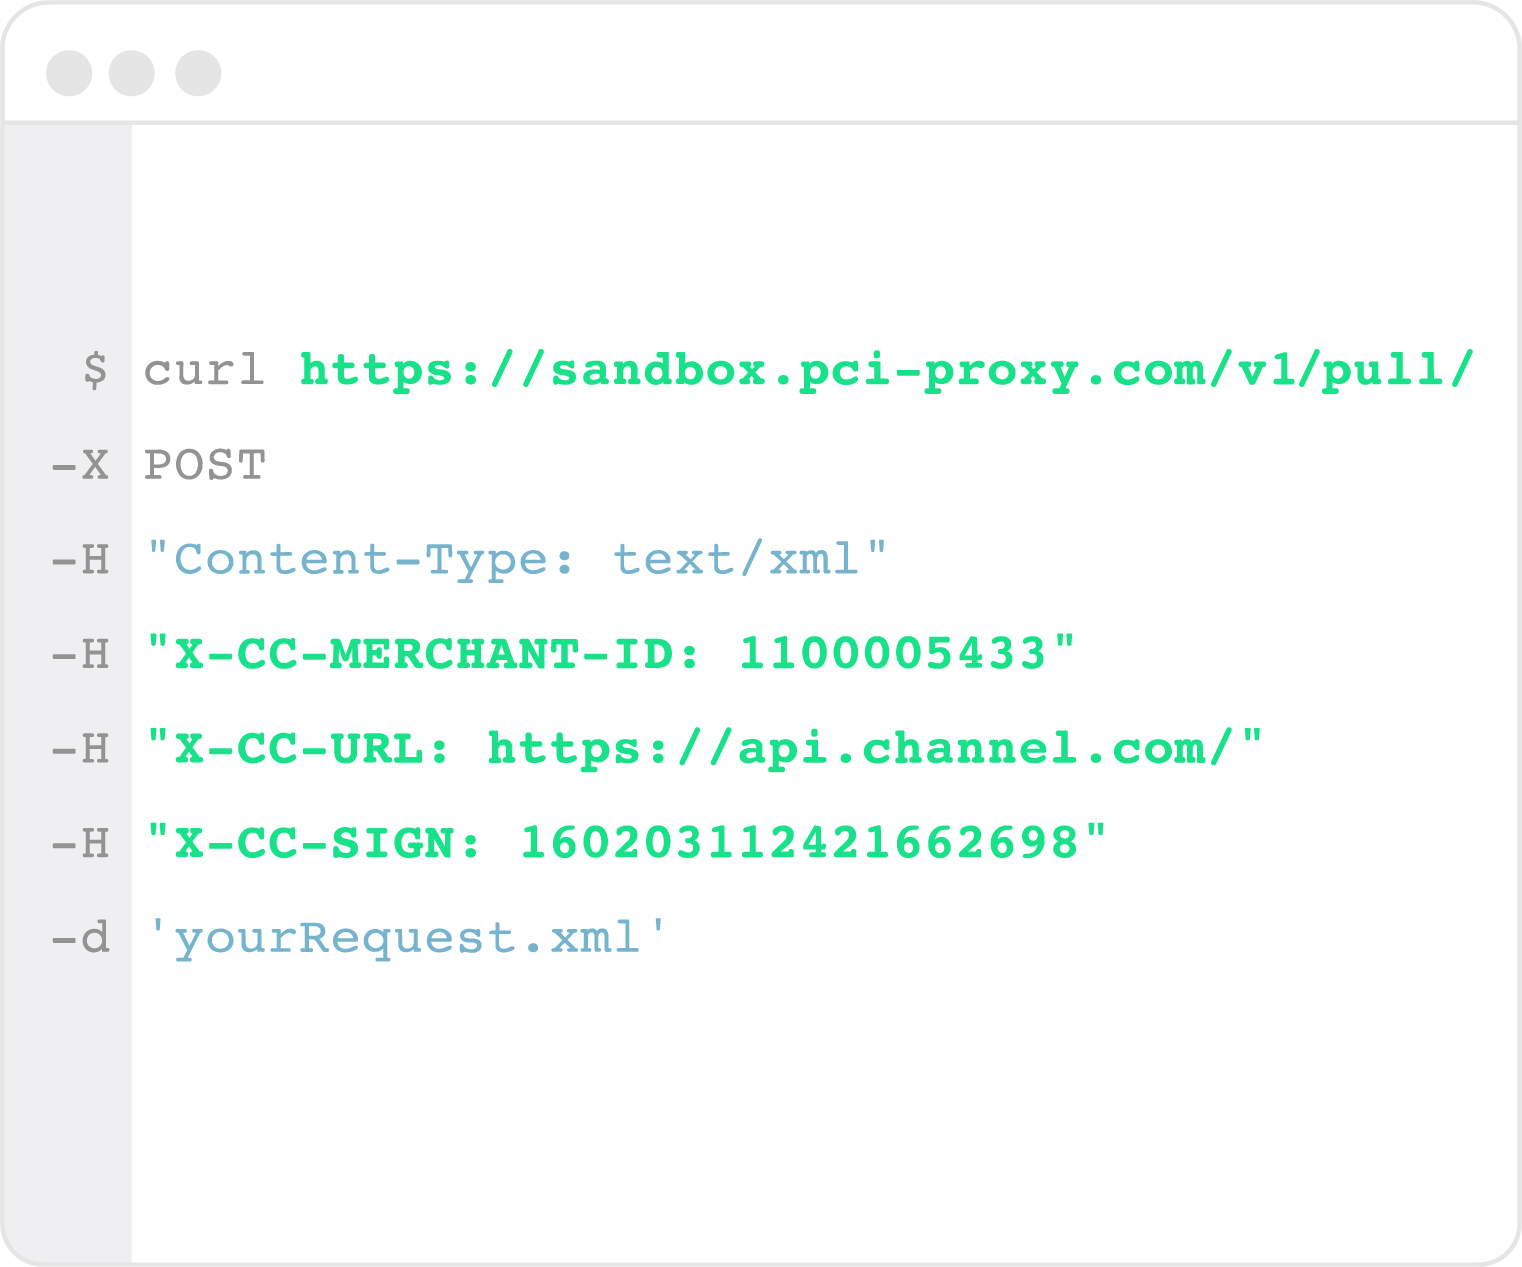 $ curl https://sandbox.pci-proxy.com/v1/pull/
-X POST
-H "Content-Type: text/xml"
-H "X-CC-MERCHANT-ID: 1100005433"
-H "X-CC-URL: https://api.channel.com/"
-H "X-CC-SIGN: 160203112421662698"
-d 'yourRequest.xml'